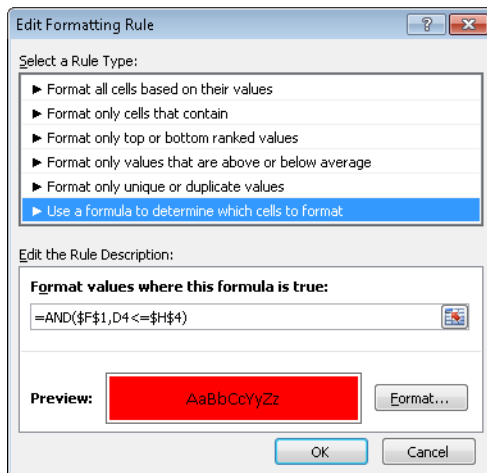 Edit Formatting Rule
Select a Rule Type:
► Format all cells based on their values
► Format only cells that contain
► Format only top or bottom ranked values
► Format only values that are above or below average
► Format only unique or duplicate values
► Use a formula to determine which cells to format
Edit the Rule Description:
Format values where this formula is true:
=AND($F$1,D4<=$H$4)
Preview: AaBbCcYyZz Format...
OK Cancel